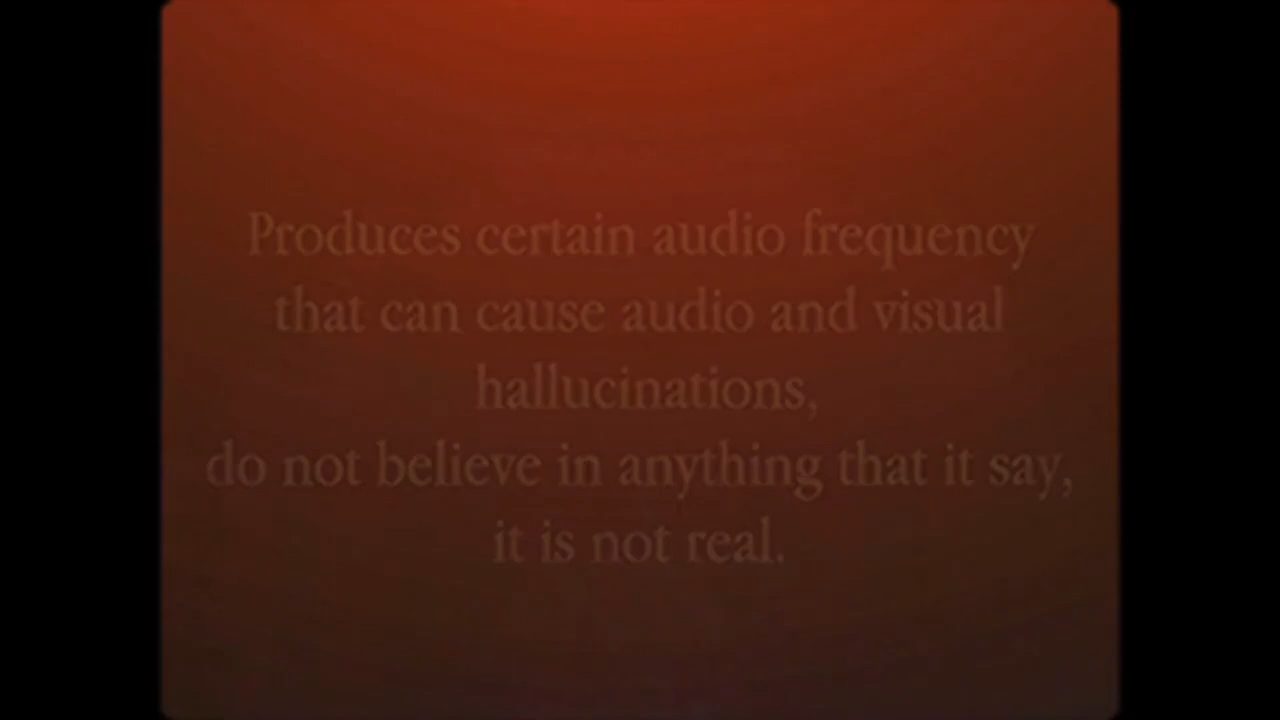 Produces certain audio frequency
that can cause audio and visual
hallucinations,
do not believe in anything that it say,
it is not real.